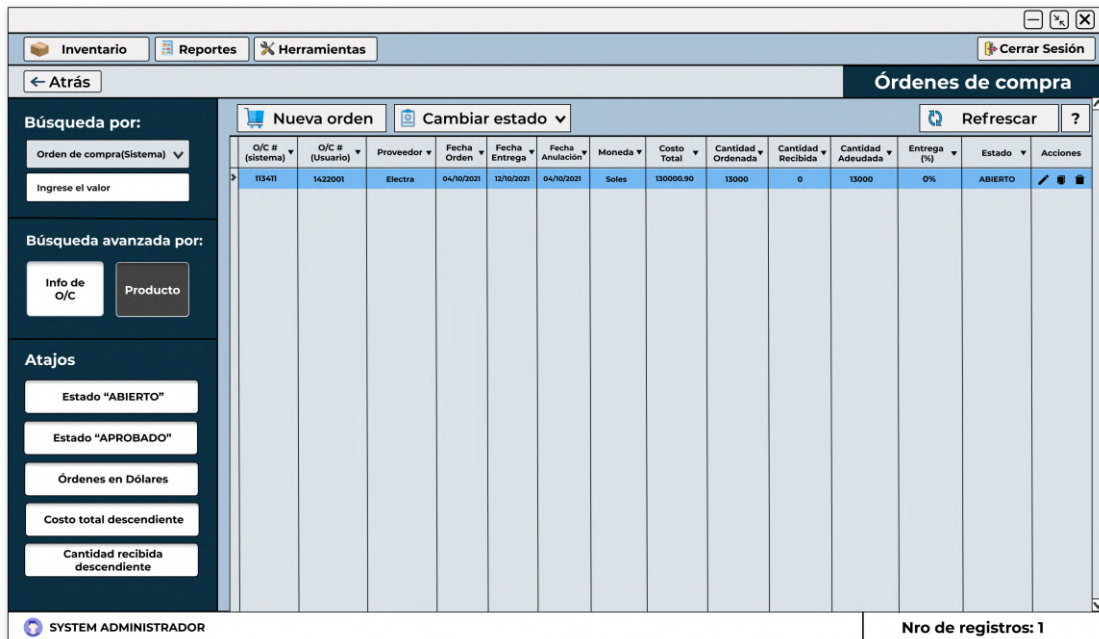 Inventario
Reportes
Herramientas
Cerrar Sesión
Atrás
Órdenes de compra
Búsqueda por:
Orden de compra(Sistema)
Ingrese el valor
Búsqueda avanzada por:
Info de
O/C
Producto
Atajos
Estado “ABIERTO”
Estado “APROBADO”
Órdenes en Dólares
Costo total descendiente
Cantidad recibida
descendiente
Nueva orden
Cambiar estado
Refrescar
?
O/C #
(sistema)
O/C #
(Usuario)
Proveedor
Fecha
Orden
Fecha
Entrega
Fecha
Anulación
Moneda
Costo
Total
Cantidad
Ordenada
Cantidad
Recibida
Cantidad
Adeudada
Entrega
(%)
Estado
Acciones
113411 1422001 Electra 04/10/2021 12/10/2021 04/10/2021 Soles 130000.90 13000 0 13000 0% ABIERTO
SYSTEM ADMINISTRADOR
Nro de registros: 1